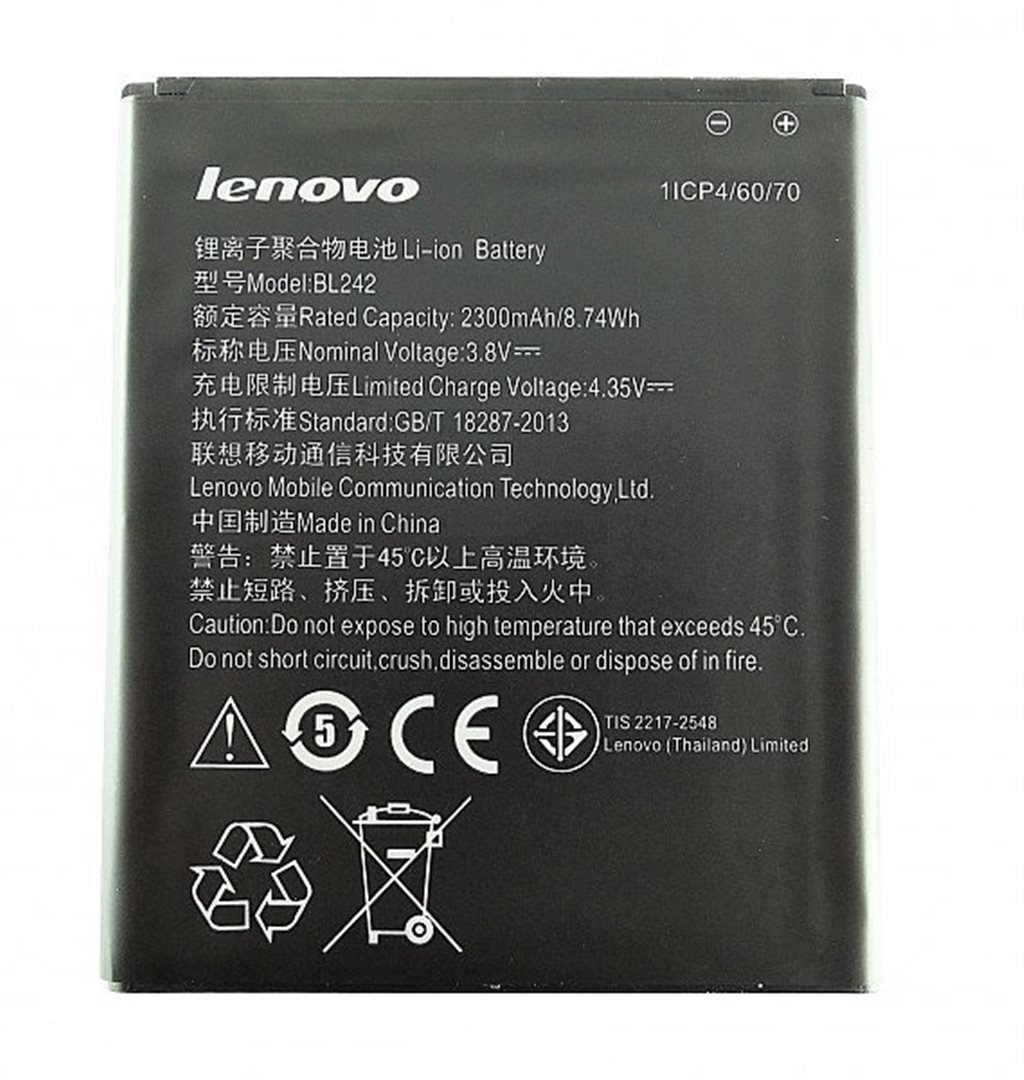 lenovo
1ICP4/60/70
锂离子聚合物电池Li-ion Battery
型号Model:BL242
额定容量Rated Capacity: 2300mAh/8.74Wh
标称电压Nominal Voltage:3.8V⎓
充电限制电压Limited Charge Voltage:4.35V⎓
执行标准Standard:GB/T 18287-2013
联想移动通信科技有限公司
Lenovo Mobile Communication Technology,Ltd.
中国制造Made in China
警告：禁止置于45℃以上高温环境。
禁止短路、挤压、拆卸或投入火中。
Caution:Do not expose to high temperature that exceeds 45°C.
Do not short circuit,crush,disassemble or dispose of in fire.
5
CE
TIS 2217-2548
Lenovo (Thailand) Limited